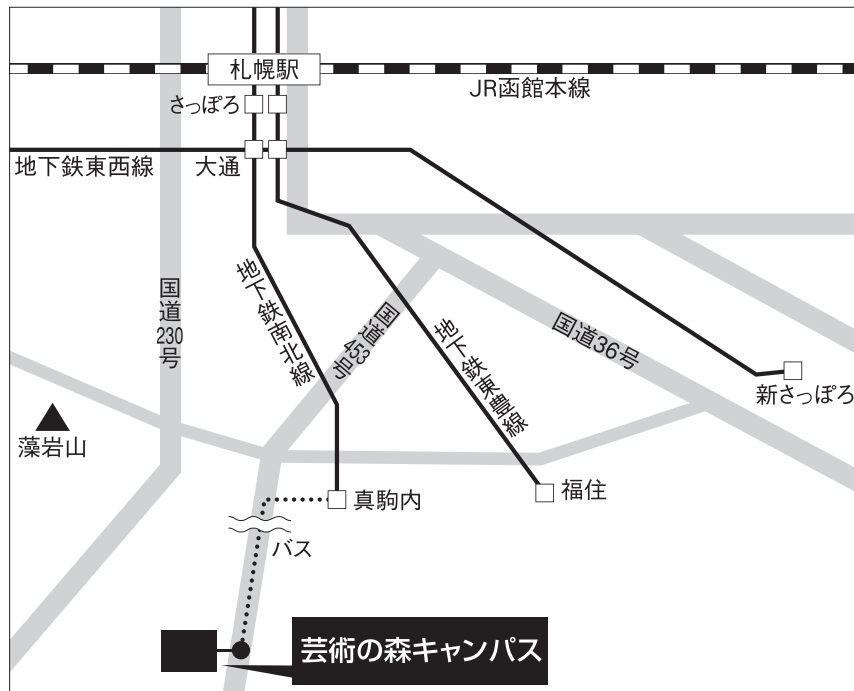 札幌駅
JR函館本線
さっぽろ
地下鉄東西線
大通
国道230号
地下鉄南北線
国道453号
地下鉄東豊線
国道36号
新さっぽろ
藻岩山
真駒内
福住
バス
芸術の森キャンパス